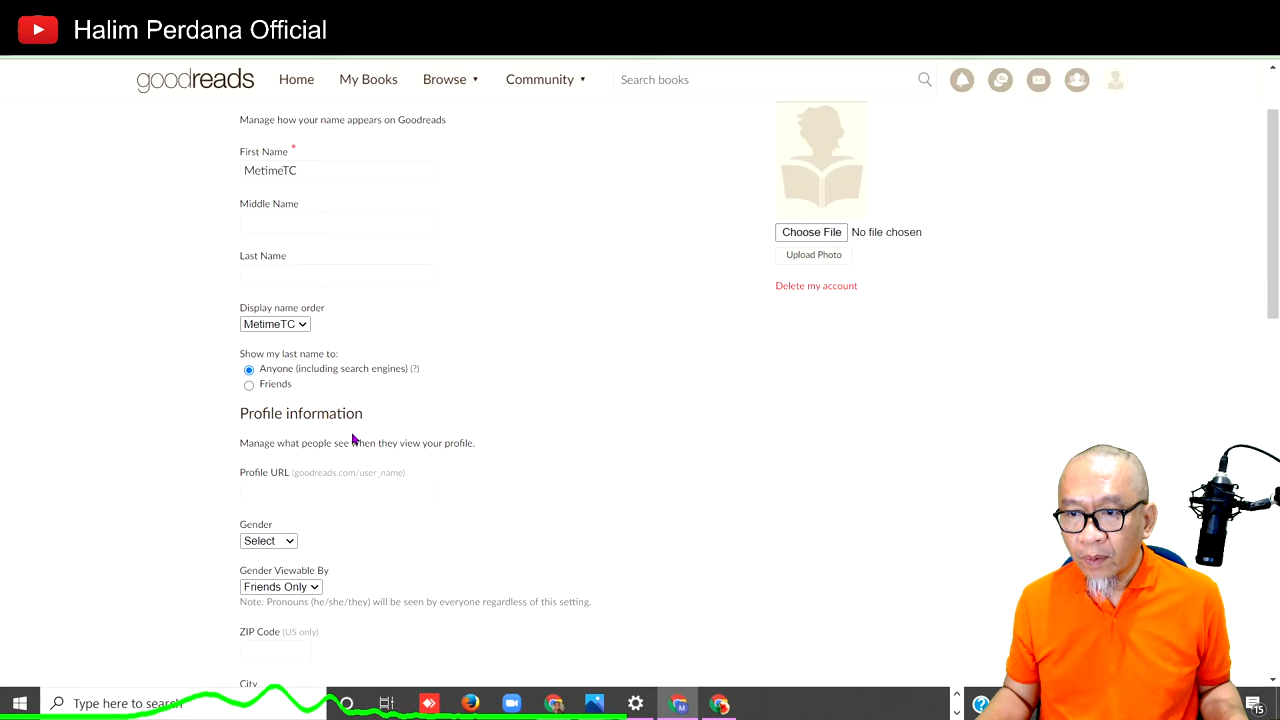 Halim Perdana Official
goodreads Home My Books Browse ▼ Community ▼ Search books
Manage how your name appears on Goodreads
First Name *
MetimeTC
Middle Name
Last Name
Display name order
MetimeTC
Show my last name to:
Anyone (including search engines) (?)
Friends
Profile information
Manage what people see when they view your profile.
Profile URL (goodreads.com/user_name)
Gender
Select
Gender Viewable By
Friends Only
Note: Pronouns (he/she/they) will be seen by everyone regardless of this setting.
ZIP Code (US only)
City
Choose File No file chosen
Upload Photo
Delete my account
Type here to search
15